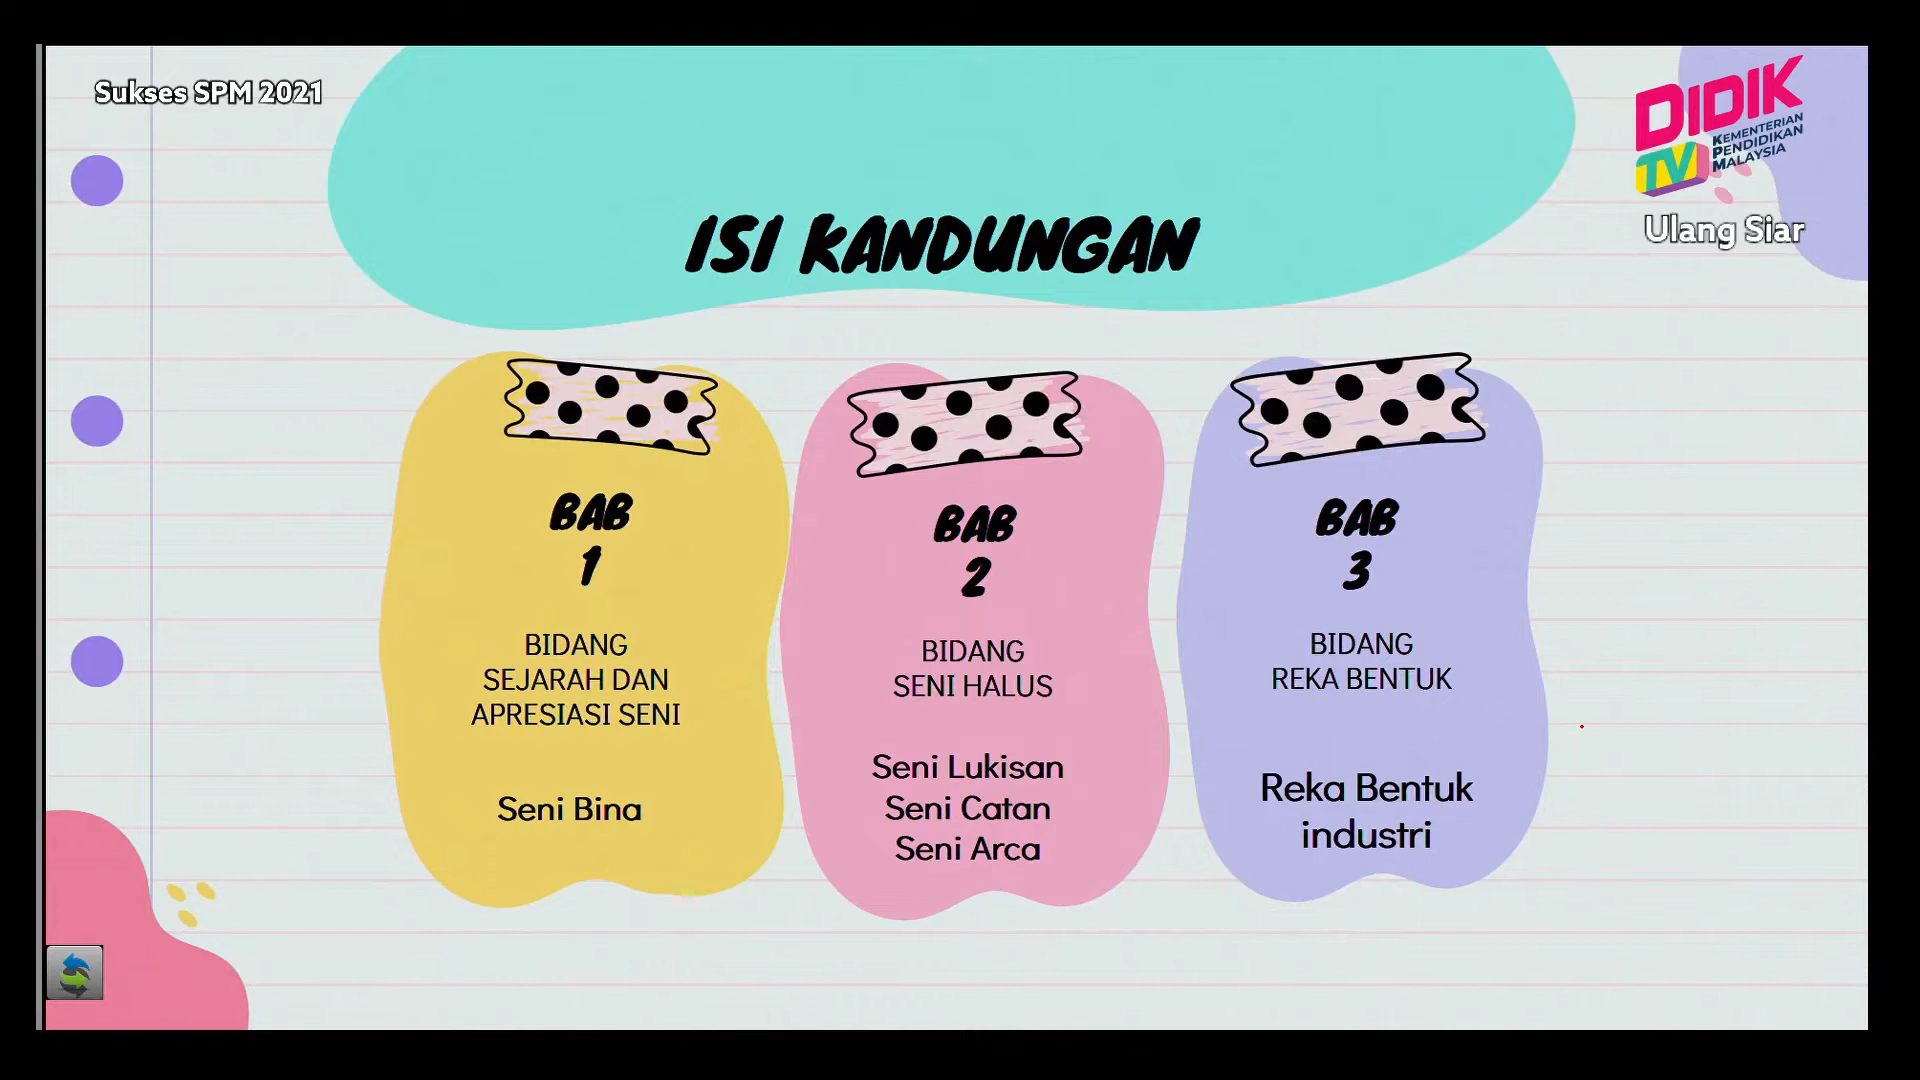 Sukses SPM 2021
DIDIK
TV
KEMENTERIAN
PENDIDIKAN
MALAYSIA
Ulang Siar
ISI KANDUNGAN
BAB
1
BIDANG
SEJARAH DAN
APRESIASI SENI
Seni Bina
BAB
2
BIDANG
SENI HALUS
Seni Lukisan
Seni Catan
Seni Arca
BAB
3
BIDANG
REKA BENTUK
Reka Bentuk
industri